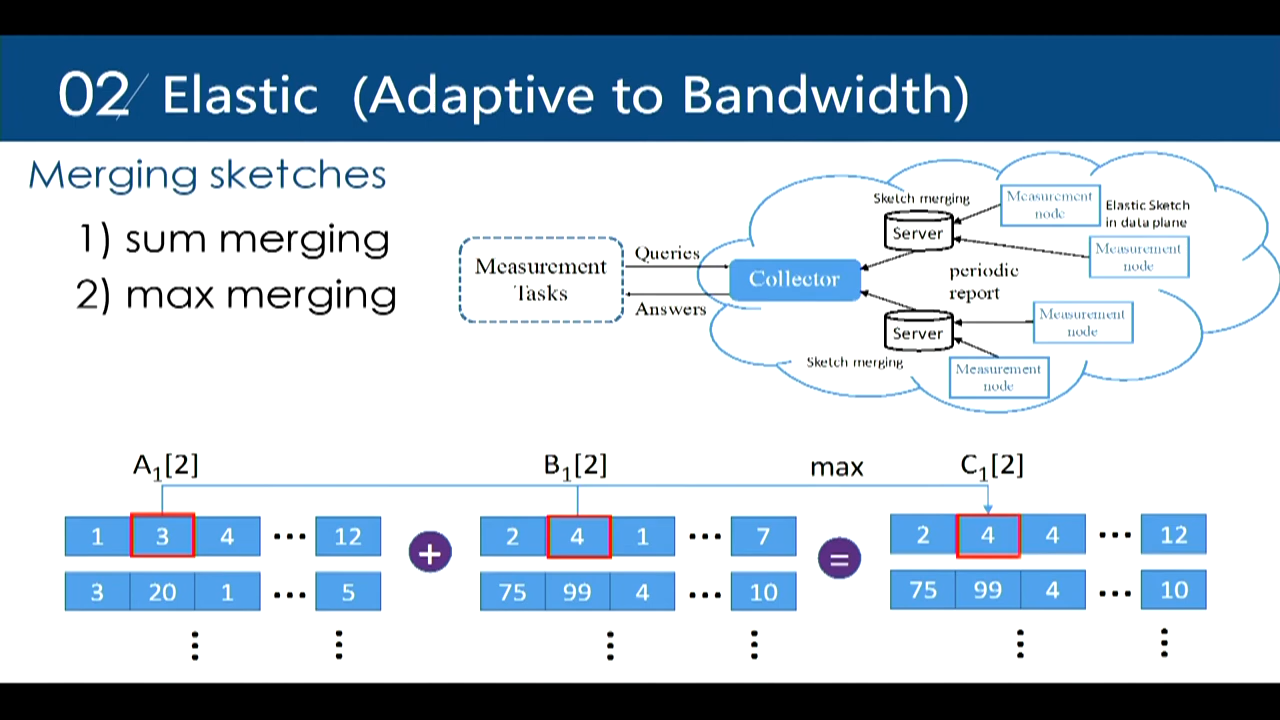 02/ Elastic (Adaptive to Bandwidth)
Merging sketches
1) sum merging
2) max merging
Measurement
Tasks
Queries
Answers
Collector
Sketch merging
Server
Measurement
node
Elastic Sketch
in data plane
Measurement
node
periodic
report
Measurement
node
Server
Sketch merging
Measurement
node
A₁[2]
B₁[2]
max
C₁[2]
1 3 4 ··· 12
3 20 1 ··· 5
+
2 4 1 ··· 7
75 99 4 ··· 10
=
2 4 4 ··· 12
75 99 4 ··· 10